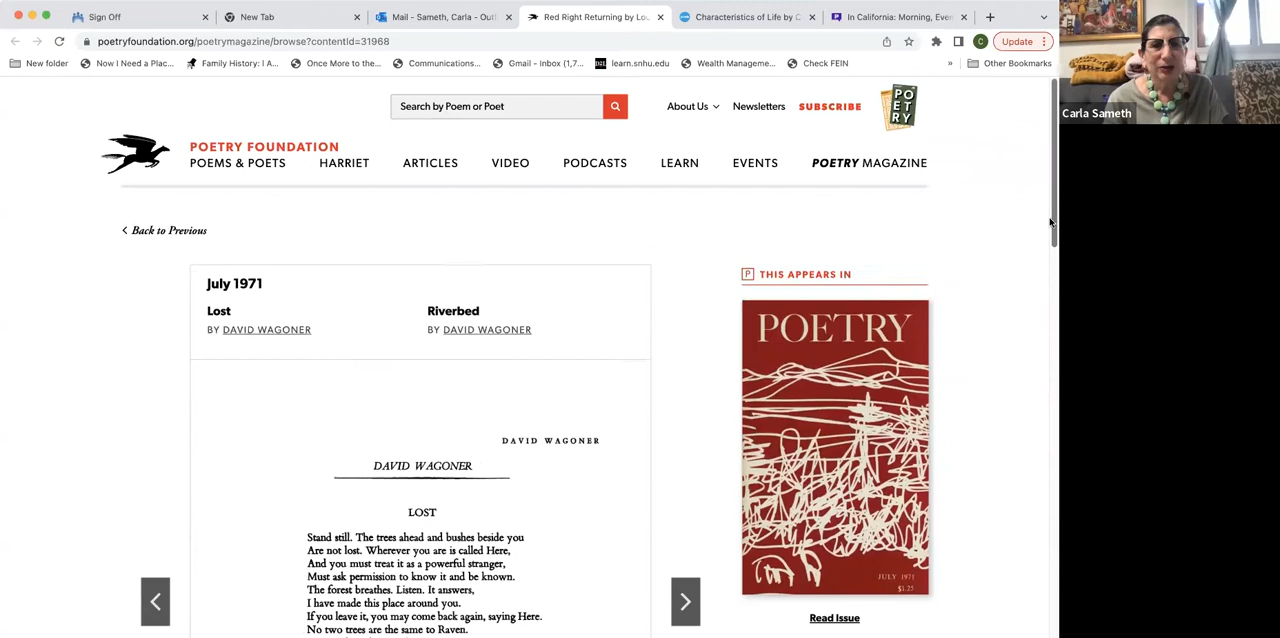 Sign Off
New Tab
Mail - Sameth, Carla - Outl
Red Right Returning by Lou
Characteristics of Life by C
In California: Morning, Even
poetryfoundation.org/poetrymagazine/browse?contentId=31968
C
Update
New folder
Now I Need a Plac...
Family History: I A...
Once More to the...
Communications...
Gmail - Inbox (1,7...
learn.snhu.edu
Wealth Manageme...
Check FEIN
»
Other Bookmarks
Carla Sameth
Search by Poem or Poet
About Us
Newsletters
SUBSCRIBE
PO
ET
RY
POETRY FOUNDATION
POEMS & POETS
HARRIET
ARTICLES
VIDEO
PODCASTS
LEARN
EVENTS
POETRY MAGAZINE
Back to Previous
July 1971
Lost
BY DAVID WAGONER
Riverbed
BY DAVID WAGONER
P THIS APPEARS IN
POETRY
JULY 1971
$1.25
Read Issue
DAVID WAGONER
DAVID WAGONER
LOST
Stand still. The trees ahead and bushes beside you
Are not lost. Wherever you are is called Here,
And you must treat it as a powerful stranger,
Must ask permission to know it and be known.
The forest breathes. Listen. It answers,
I have made this place around you.
If you leave it, you may come back again, saying Here.
No two trees are the same to Raven.